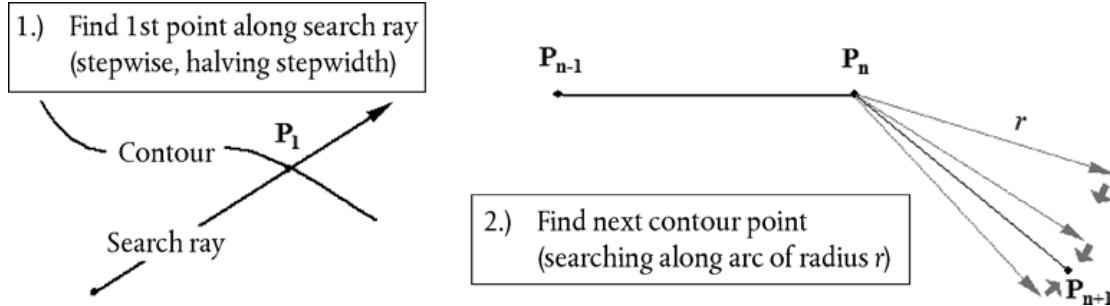 1.) Find 1st point along search ray
(stepwise, halving stepwidth)
P1
Contour
Search ray
Pn-1
Pn
r
2.) Find next contour point
(searching along arc of radius r)
Pn+1